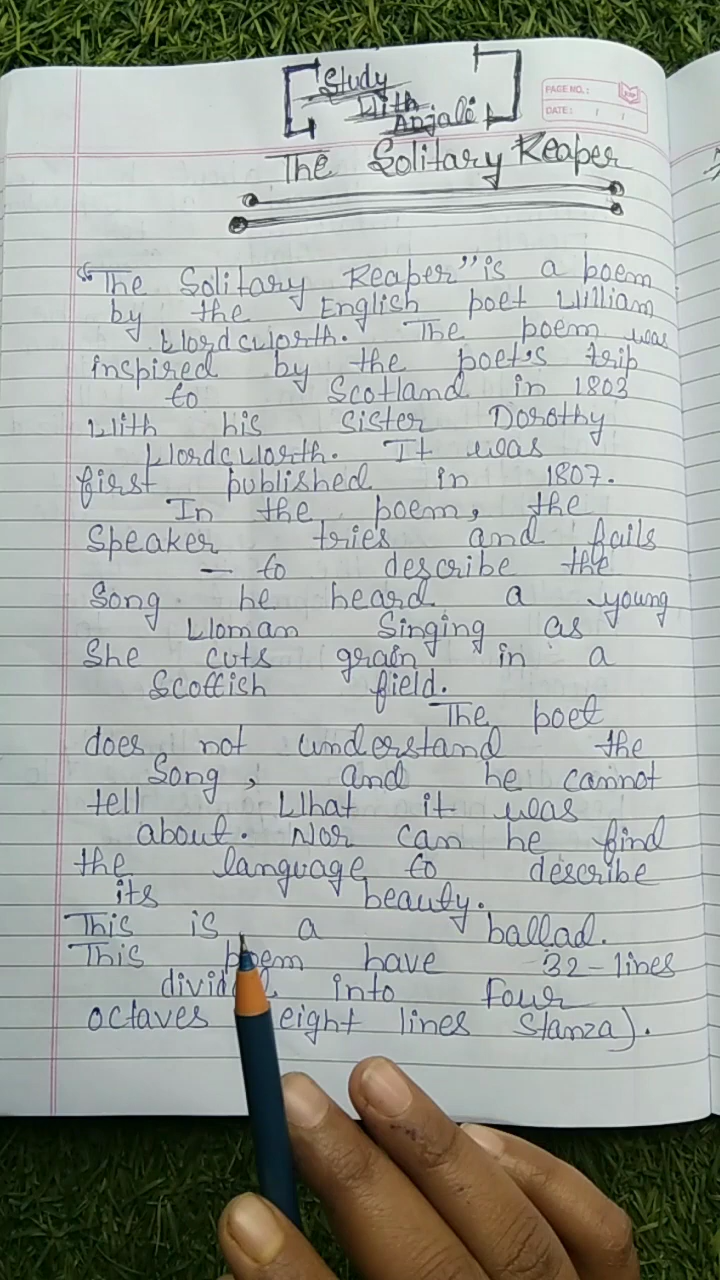 Study
With
Anjali
PAGE NO.:
DATE: / /
The Solitary Reaper
"The Solitary Reaper" is a poem
by the English poet William
Wordsworth. The poem was
inspired by the poet's trip
to Scotland in 1803
with his sister Dorothy
Wordsworth. It was
first published in 1807.
In the poem, the
Speaker tries and fails
– to describe the
Song he heard a young
Woman Singing as
She cuts grain in a
Scottish field.
The poet
does not understand the
Song, and he cannot
tell what it was
about. Nor can he find
the language to describe
its beauty.
This is a ballad.
This poem have 32-lines
divided into four
octaves eight lines Stanza).